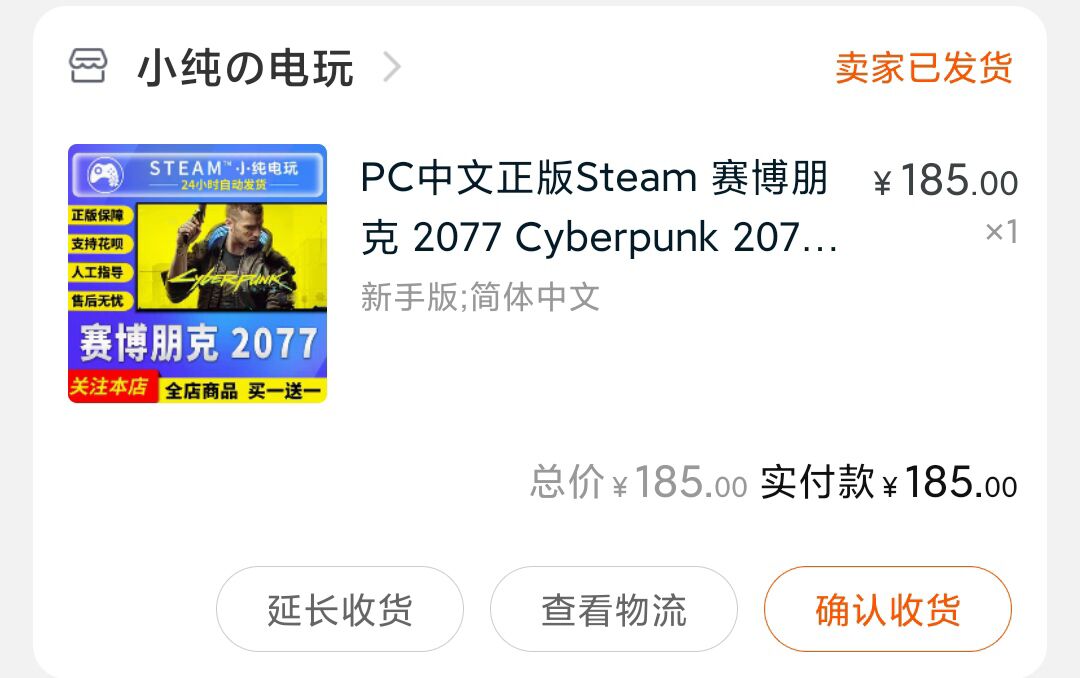 小纯の电玩
卖家已发货
STEAM™·小纯电玩
24小时自动发货
正版保障
支持花呗
人工指导
售后无忧
Cyberpunk
赛博朋克 2077
关注本店
全店商品 买一送一
PC中文正版Steam 赛博朋
克 2077 Cyberpunk 207...
新手版;简体中文
¥185.00
×1
总价¥185.00 实付款¥185.00
延长收货
查看物流
确认收货